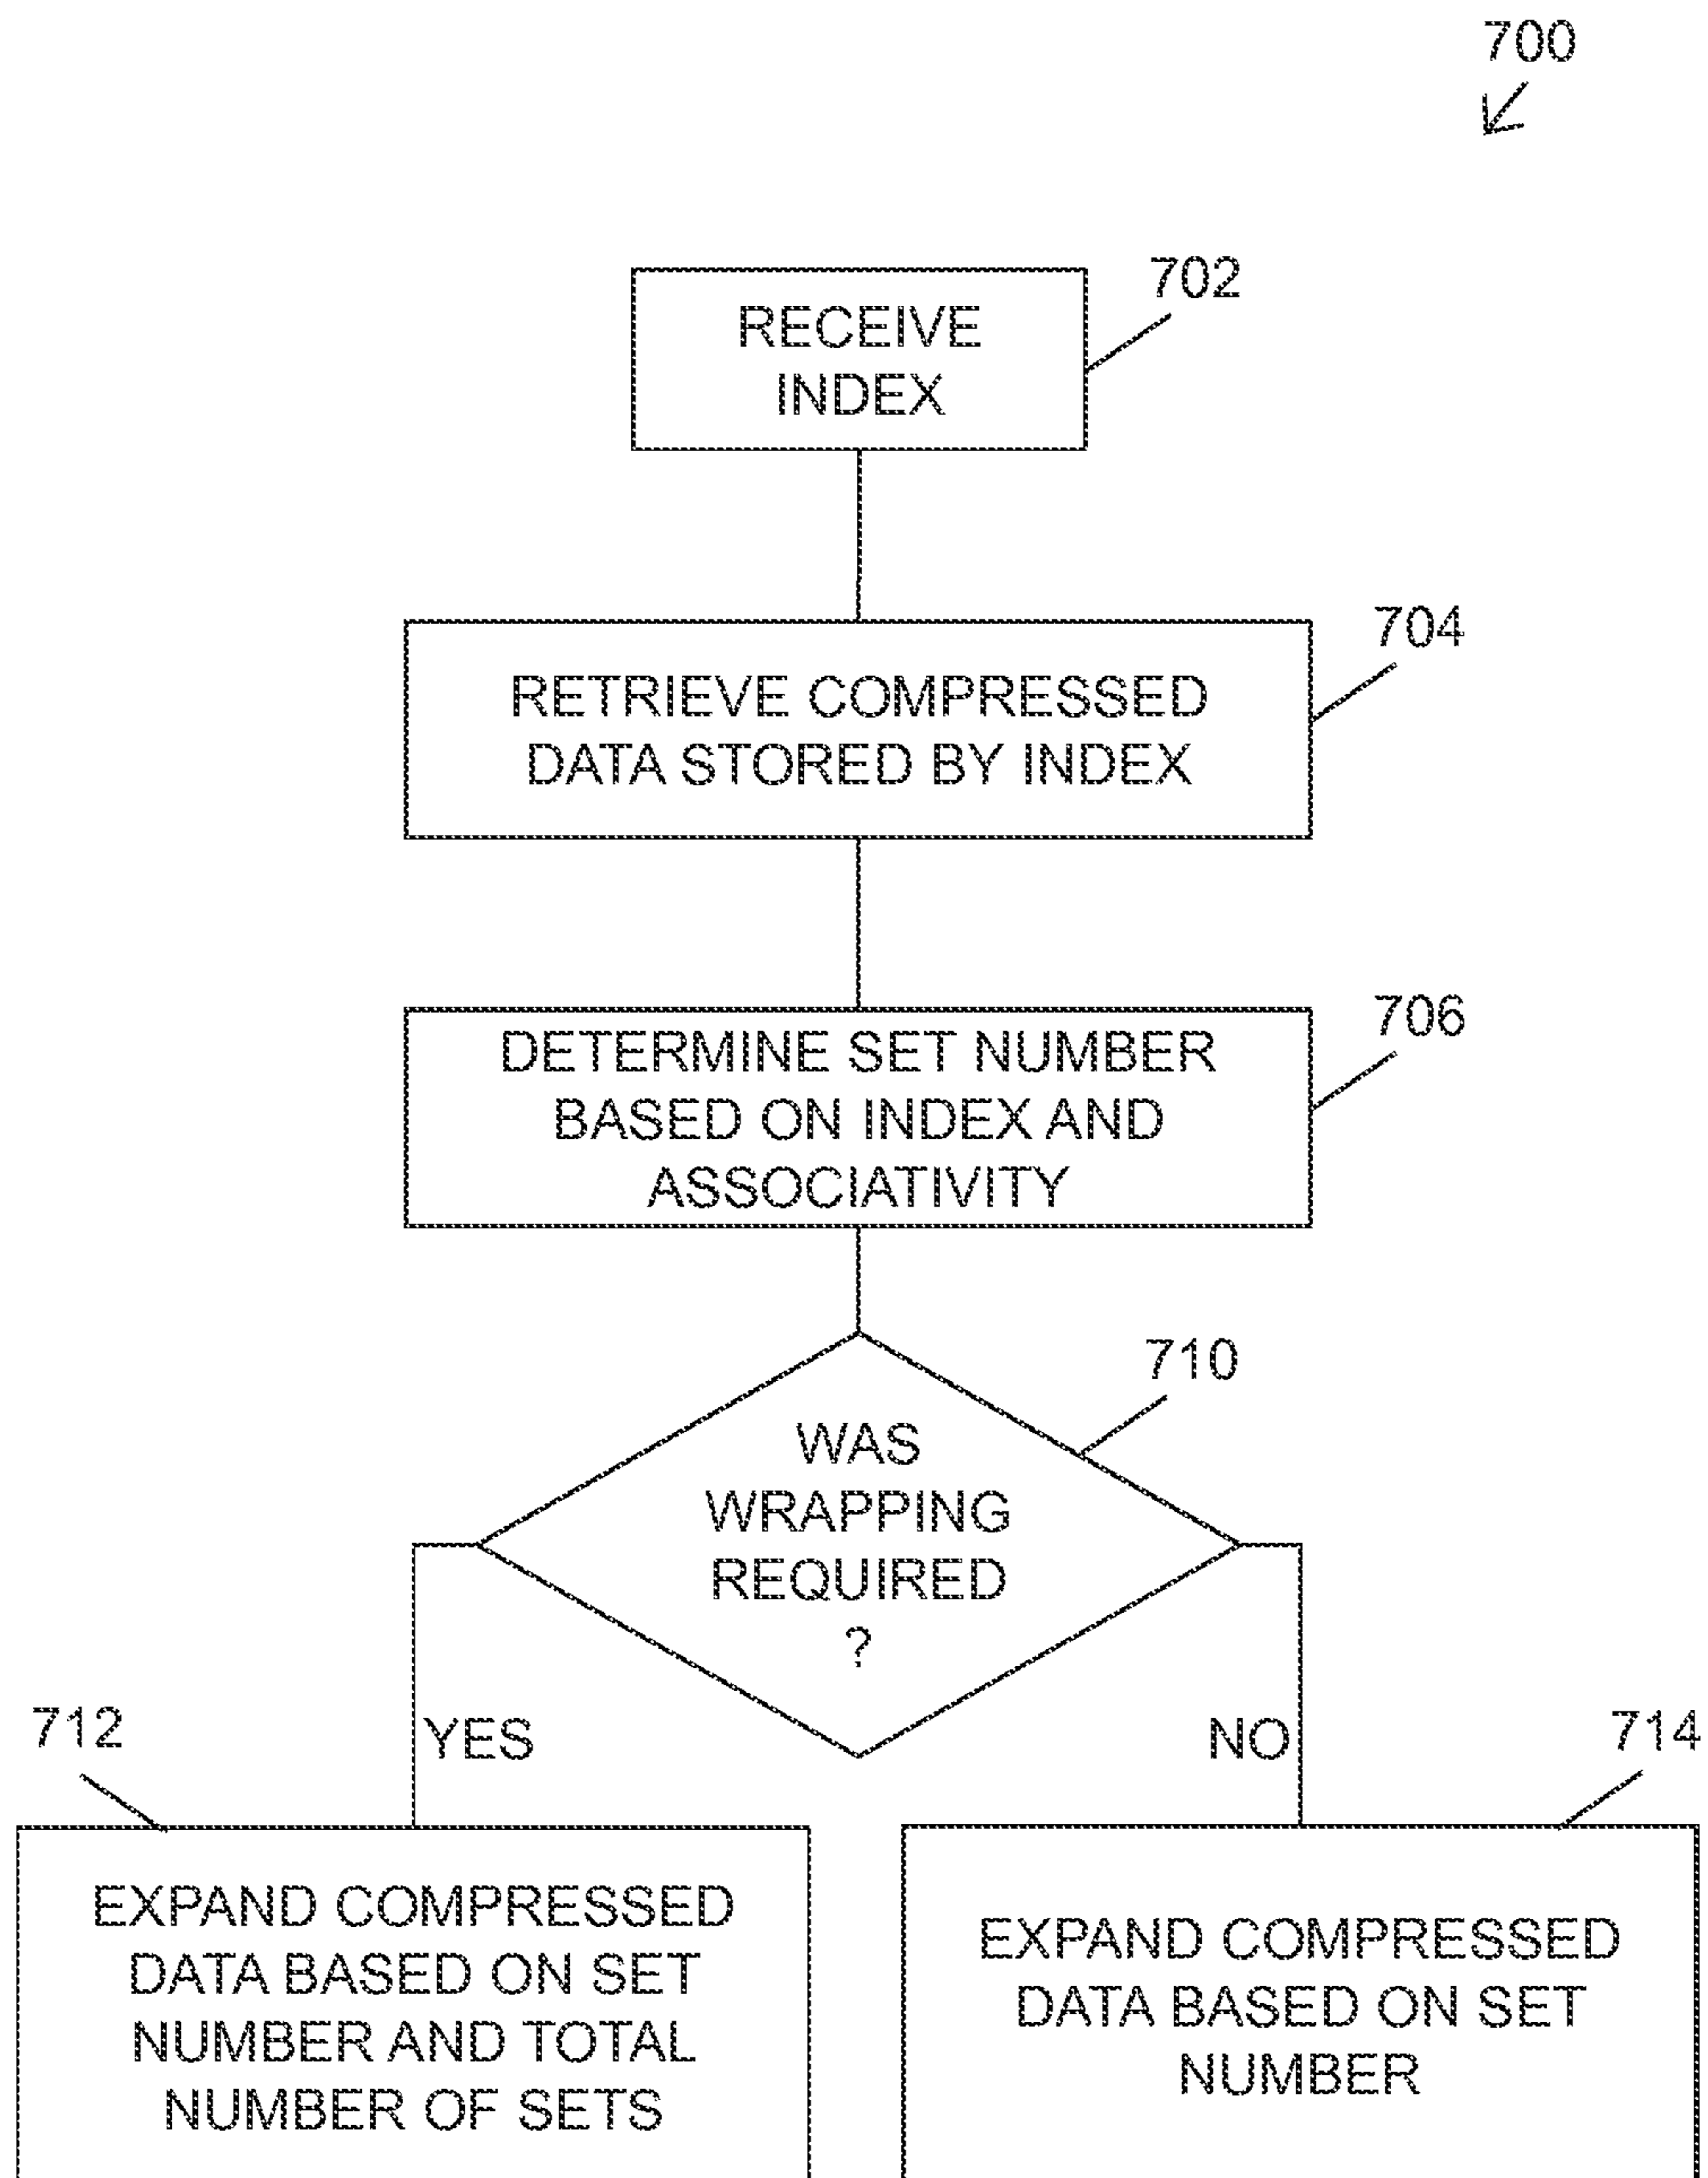 700
702
RECEIVE
INDEX
704
RETRIEVE COMPRESSED
DATA STORED BY INDEX
706
DETERMINE SET NUMBER
BASED ON INDEX AND
ASSOCIATIVITY
710
WAS
WRAPPING
REQUIRED
?
712
YES
NO
714
EXPAND COMPRESSED
DATA BASED ON SET
NUMBER AND TOTAL
NUMBER OF SETS
EXPAND COMPRESSED
DATA BASED ON SET
NUMBER